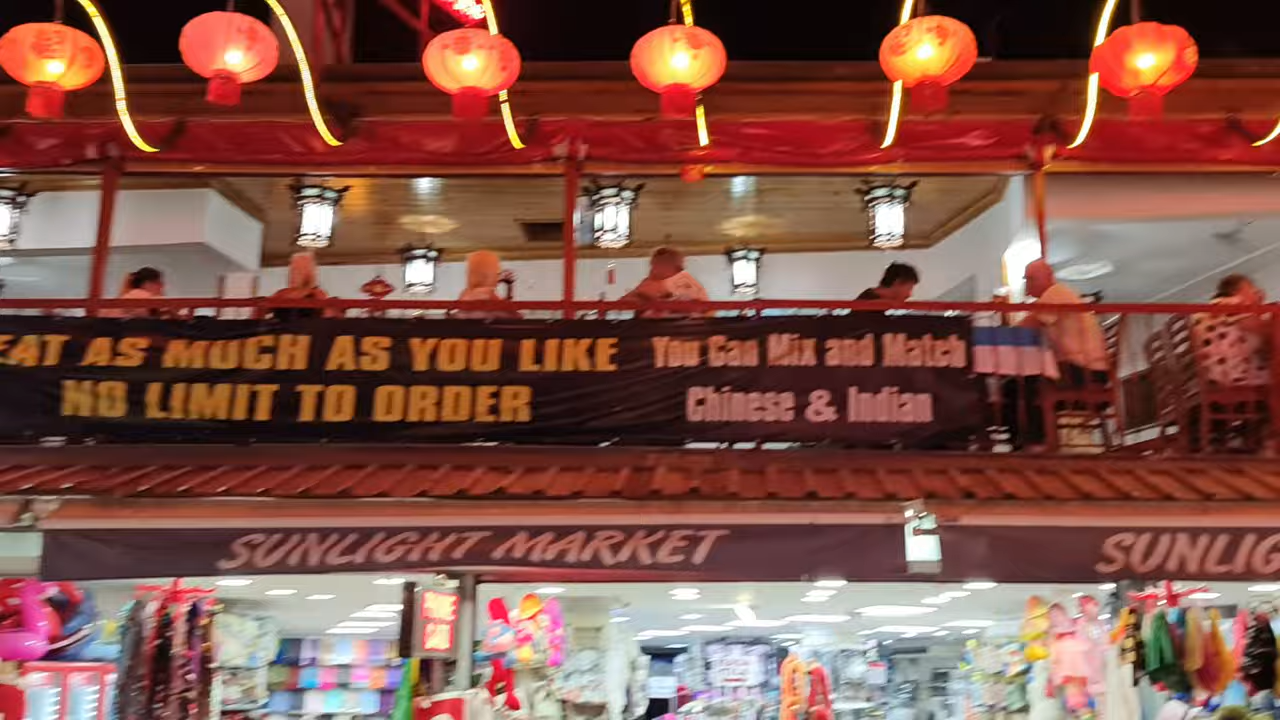 EAT AS MUCH AS YOU LIKE
NO LIMIT TO ORDER
You Can Mix and Match
Chinese & Indian
SUNLIGHT MARKET
SUNLIG